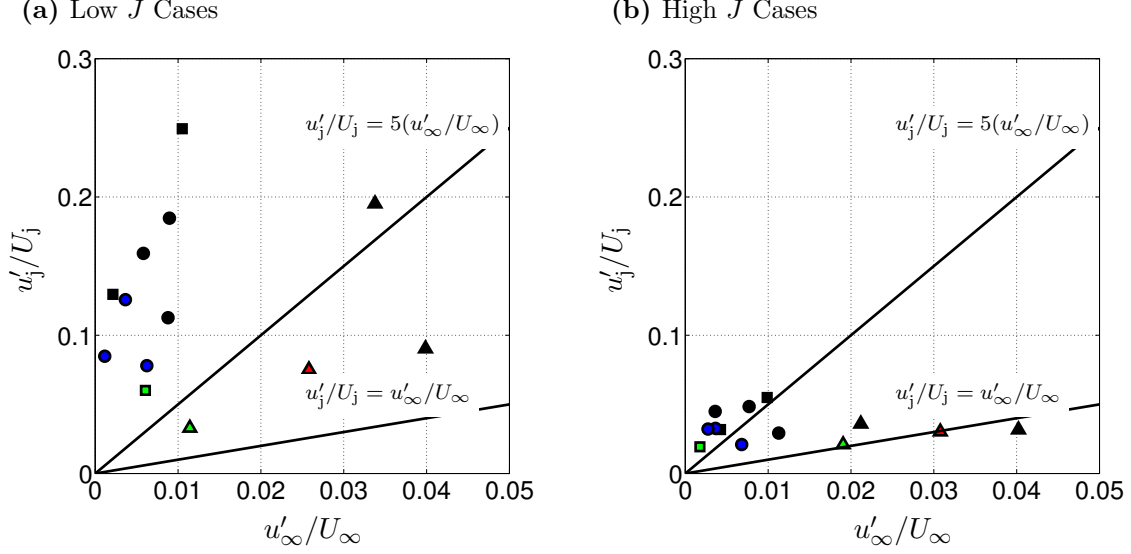 (a) Low J Cases
0.3
0.2
0.1
0
u′j/Uj
u′j/Uj = 5(u′∞/U∞)
u′j/Uj = u′∞/U∞
0 0.01 0.02 0.03 0.04 0.05
u′∞/U∞
(b) High J Cases
0.3
0.2
0.1
0
u′j/Uj
u′j/Uj = 5(u′∞/U∞)
u′j/Uj = u′∞/U∞
0 0.01 0.02 0.03 0.04 0.05
u′∞/U∞